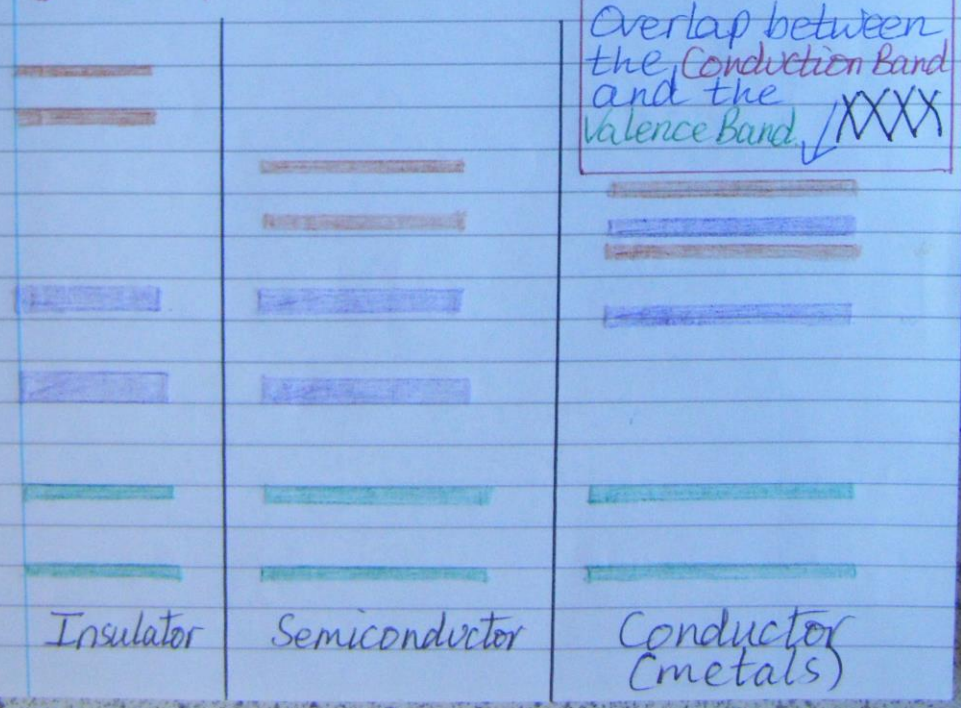 Overlap between
the Conduction Band
and the
Valence Band. XXXX
Insulator
Semiconductor
Conductor
(metals)